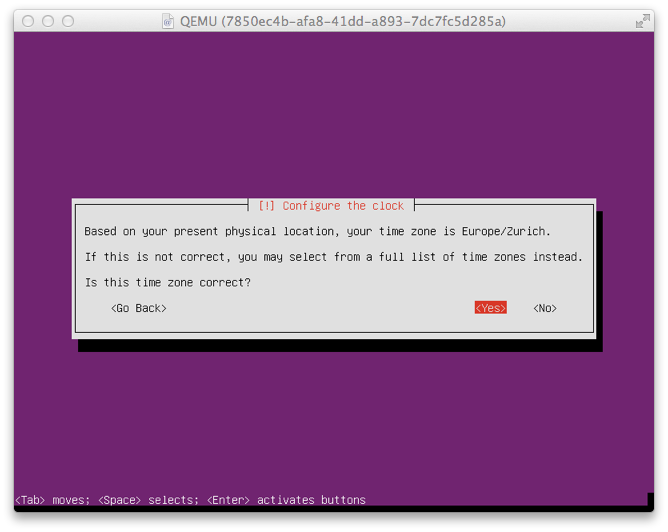 QEMU (7850ec4b-afa8-41dd-a893-7dc7fc5d285a)
[!] Configure the clock
Based on your present physical location, your time zone is Europe/Zurich.
If this is not correct, you may select from a full list of time zones instead.
Is this time zone correct?
<Go Back> <Yes> <No>
<Tab> moves; <Space> selects; <Enter> activates buttons